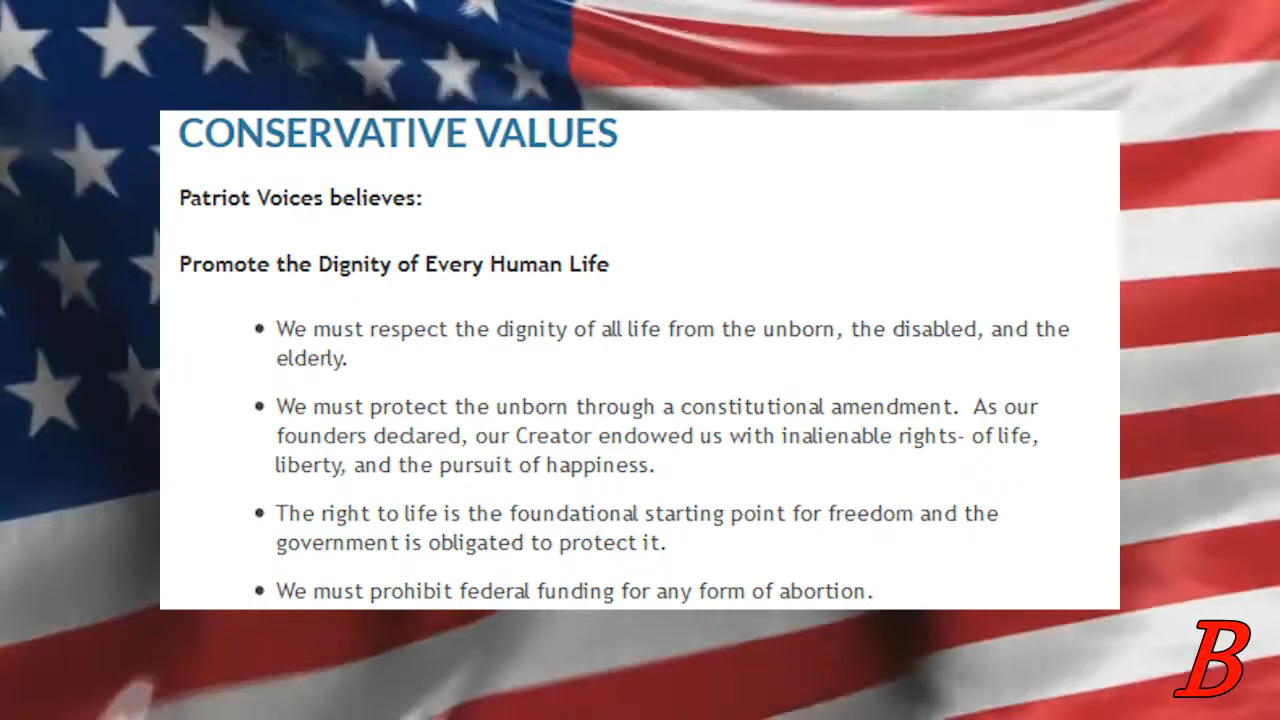 CONSERVATIVE VALUES
Patriot Voices believes:
Promote the Dignity of Every Human Life
• We must respect the dignity of all life from the unborn, the disabled, and the
elderly.
• We must protect the unborn through a constitutional amendment.  As our
founders declared, our Creator endowed us with inalienable rights- of life,
liberty, and the pursuit of happiness.
• The right to life is the foundational starting point for freedom and the
government is obligated to protect it.
• We must prohibit federal funding for any form of abortion.
B